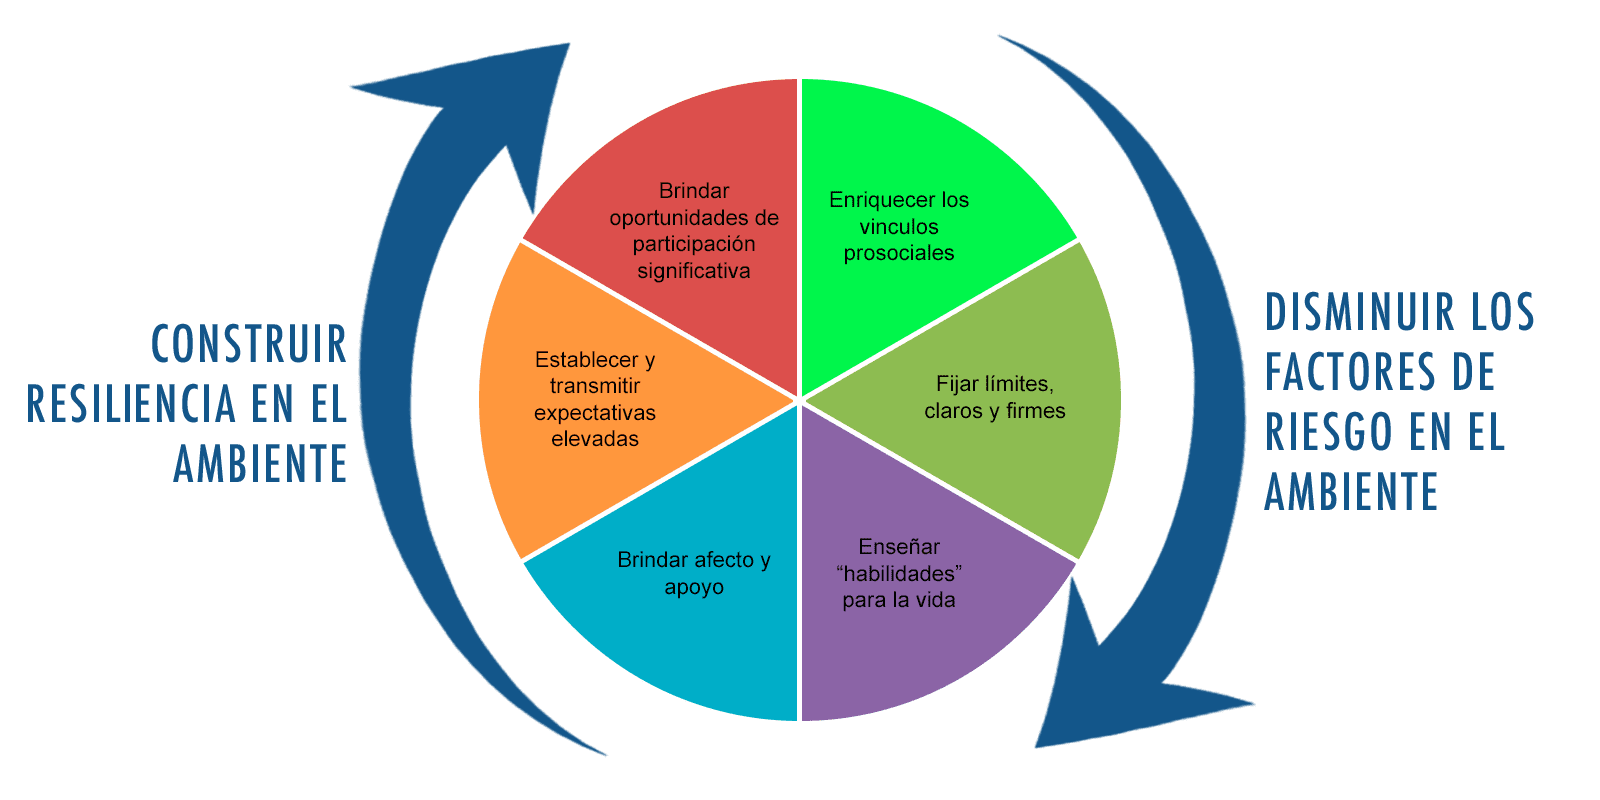 CONSTRUIR
RESILIENCIA EN EL
AMBIENTE
Brindar
oportunidades de
participación
significativa
Enriquecer los
vinculos
prosociales
Establecer y
transmitir
expectativas
elevadas
Fijar límites,
claros y firmes
Brindar afecto y
apoyo
Enseñar
“habilidades”
para la vida
DISMINUIR LOS
FACTORES DE
RIESGO EN EL
AMBIENTE